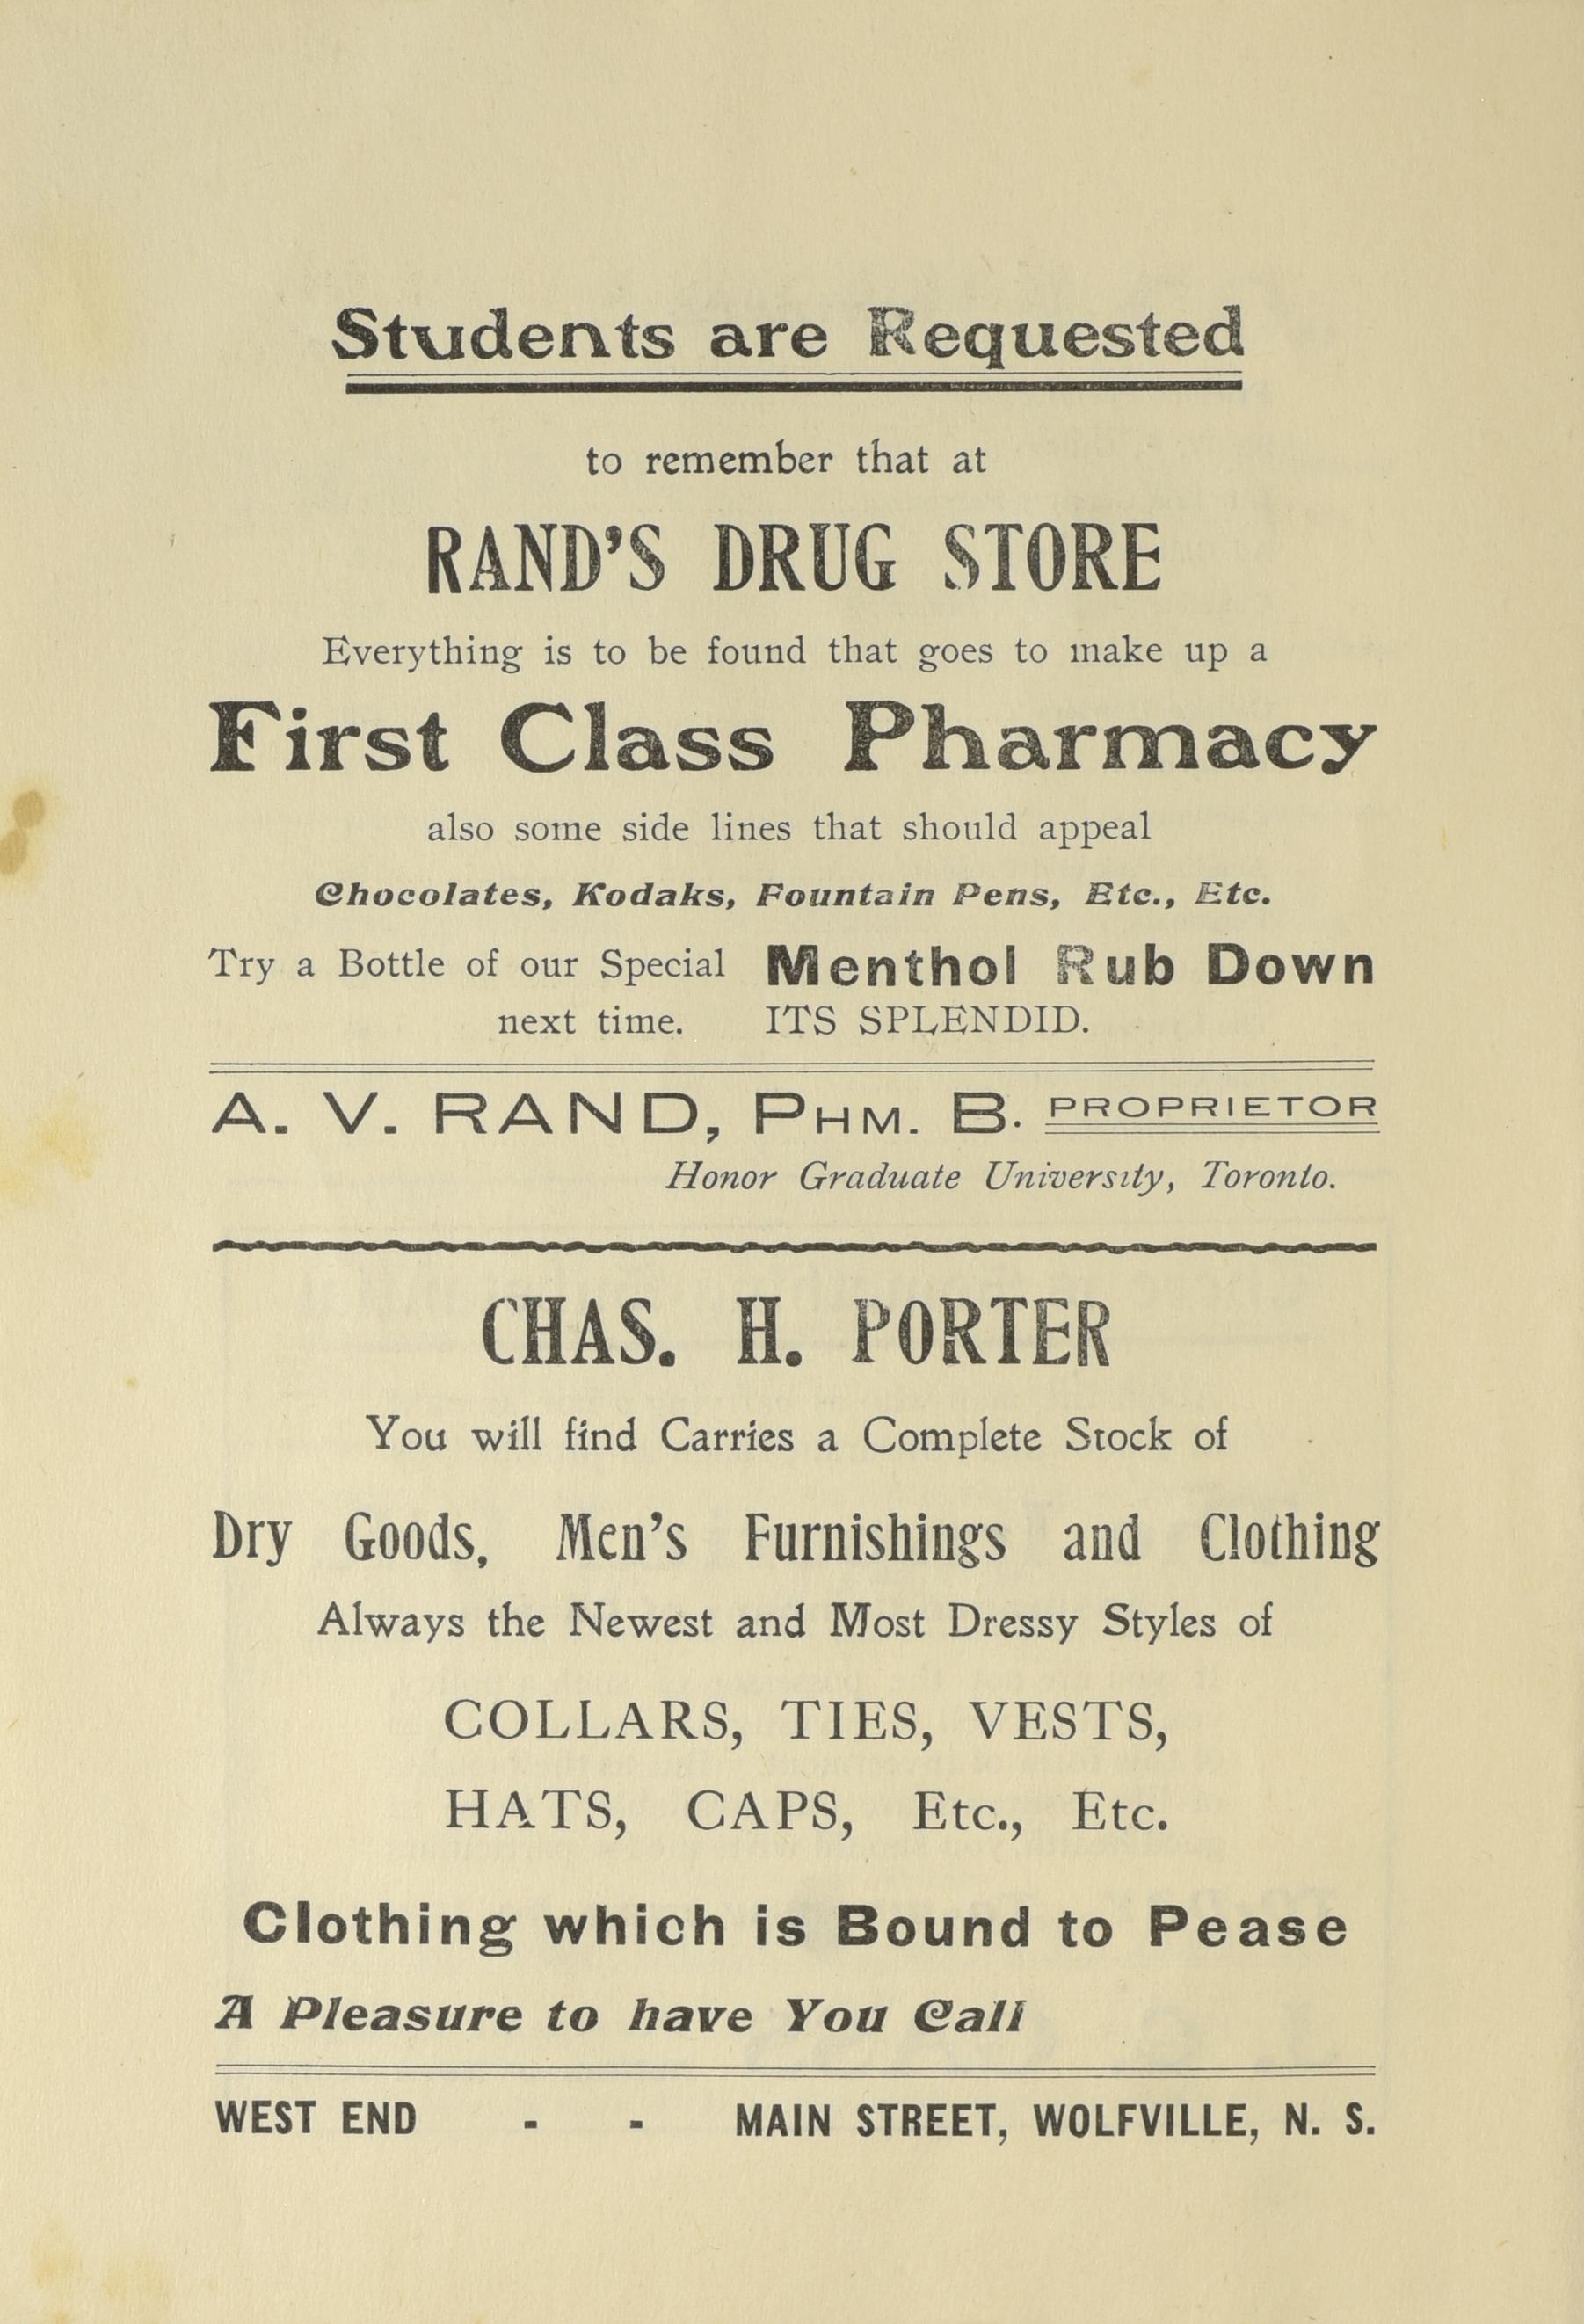 Students are Requested
to remember that at
RAND'S DRUG STORE
Everything is to be found that goes to make up a
First Class Pharmacy
also some side lines that should appeal
Chocolates, Kodaks, Fountain Pens, Etc., Etc.
Try a Bottle of our Special Menthol Rub Down
next time. ITS SPLENDID.
A. V. RAND, PHM. B. PROPRIETOR
Honor Graduate University, Toronto.
CHAS. H. PORTER
You will find Carries a Complete Stock of
Dry Goods, Men's Furnishings and Clothing
Always the Newest and Most Dressy Styles of
COLLARS, TIES, VESTS,
HATS, CAPS, Etc., Etc.
Clothing which is Bound to Pease
A Pleasure to have You Call
WEST END - - MAIN STREET, WOLFVILLE, N. S.